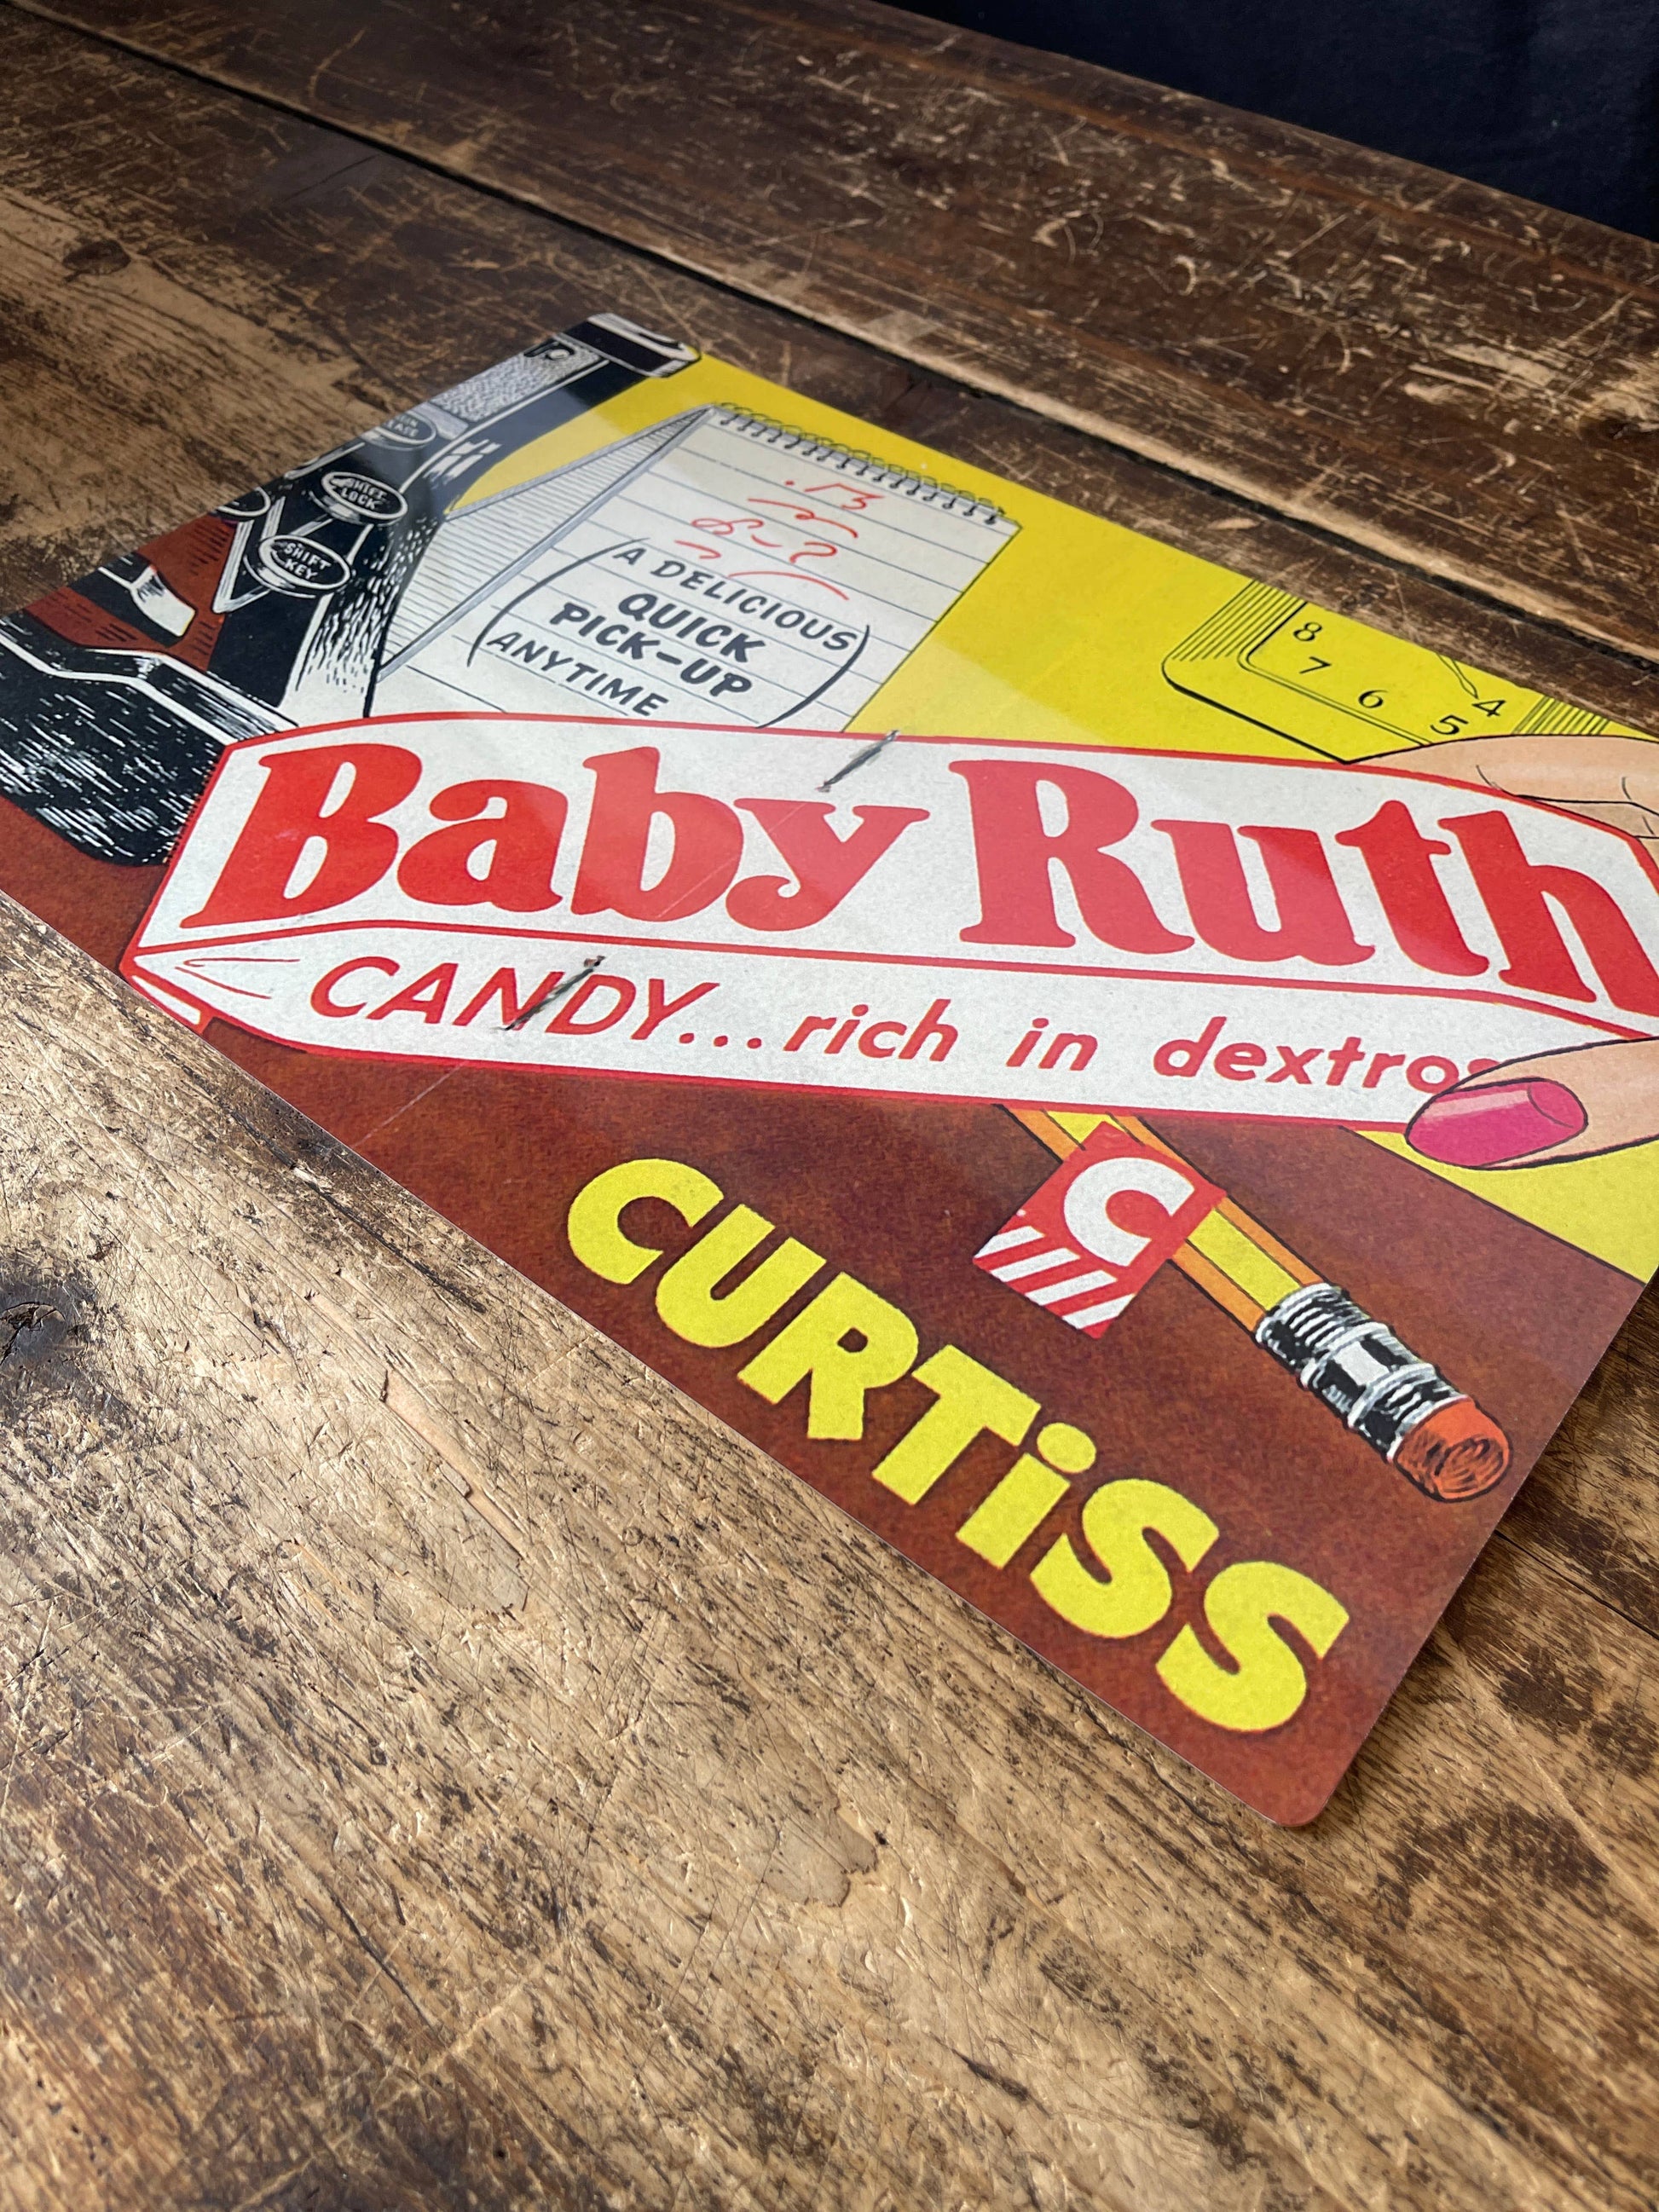 SHIFT
LOCK
SHIFT
KEY
A DELICIOUS
QUICK
PICK-UP
ANYTIME
8
7
6
5
4
Baby Ruth
CANDY...rich in dextros
C
CURTiSS